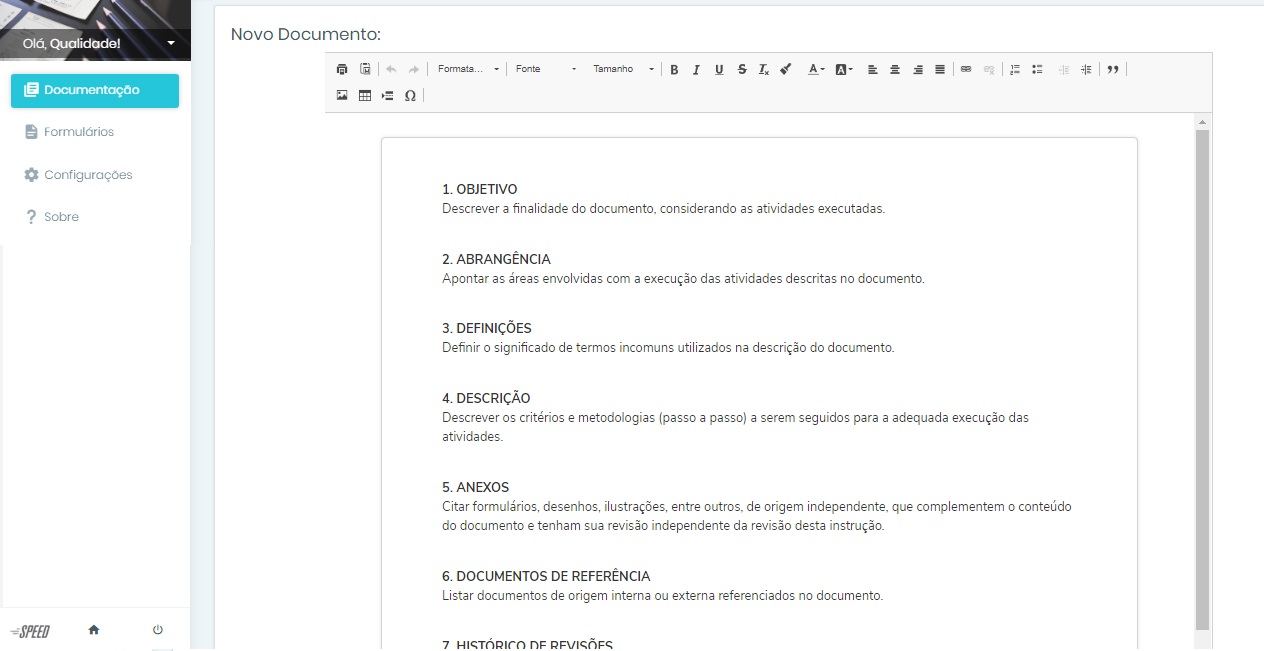 Olá, Qualidade!
Documentação
Formulários
Configurações
Sobre
SPEED
Novo Documento:
Formata... Fonte Tamanho B I U S Tx A A Ω
1. OBJETIVO
Descrever a finalidade do documento, considerando as atividades executadas.
2. ABRANGÊNCIA
Apontar as áreas envolvidas com a execução das atividades descritas no documento.
3. DEFINIÇÕES
Definir o significado de termos incomuns utilizados na descrição do documento.
4. DESCRIÇÃO
Descrever os critérios e metodologias (passo a passo) a serem seguidos para a adequada execução das
atividades.
5. ANEXOS
Citar formulários, desenhos, ilustrações, entre outros, de origem independente, que complementem o conteúdo
do documento e tenham sua revisão independente da revisão desta instrução.
6. DOCUMENTOS DE REFERÊNCIA
Listar documentos de origem interna ou externa referenciados no documento.
7. HISTÓRICO DE REVISÕES